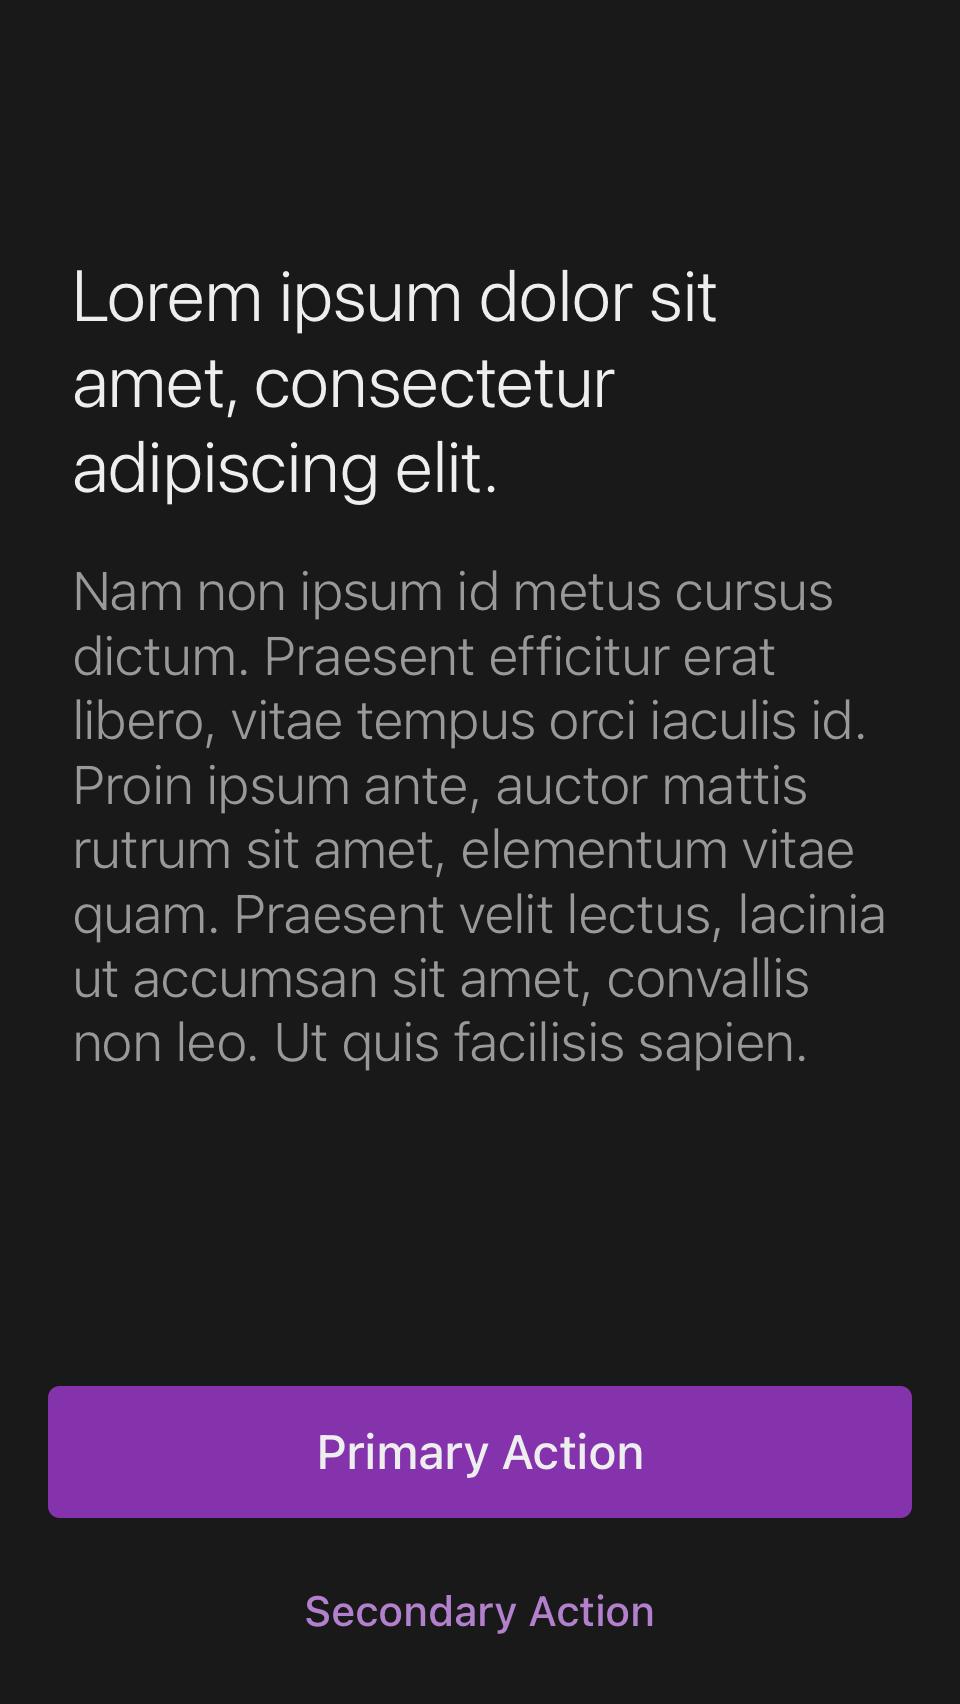 Lorem ipsum dolor sit
amet, consectetur
adipiscing elit.
Nam non ipsum id metus cursus
dictum. Praesent efficitur erat
libero, vitae tempus orci iaculis id.
Proin ipsum ante, auctor mattis
rutrum sit amet, elementum vitae
quam. Praesent velit lectus, lacinia
ut accumsan sit amet, convallis
non leo. Ut quis facilisis sapien.
Primary Action
Secondary Action